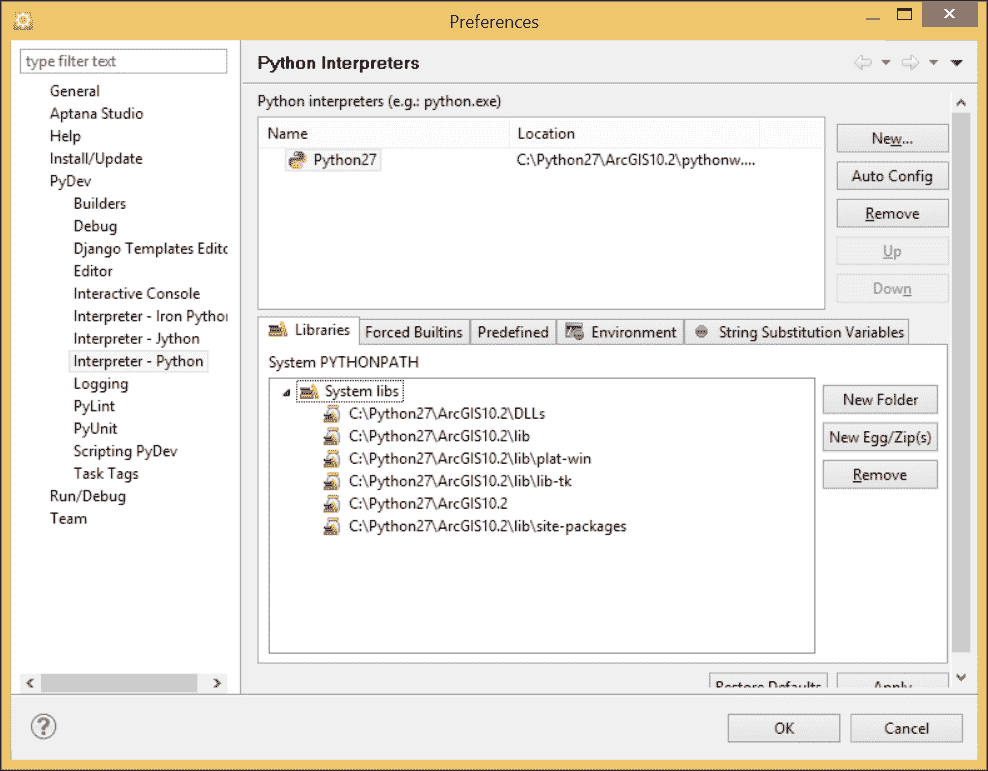 Preferences
type filter text
General
Aptana Studio
Help
Install/Update
PyDev
Builders
Debug
Django Templates Edito
Editor
Interactive Console
Interpreter - Iron Python
Interpreter - Jython
Interpreter - Python
Logging
PyLint
PyUnit
Scripting PyDev
Task Tags
Run/Debug
Team
Python Interpreters
Python interpreters (e.g.: python.exe)
Name Location
Python27 C:\Python27\ArcGIS10.2\pythonw....
New...
Auto Config
Remove
Up
Down
Libraries Forced Builtins Predefined Environment String Substitution Variables
System PYTHONPATH
System libs
C:\Python27\ArcGIS10.2\DLLs
C:\Python27\ArcGIS10.2\lib
C:\Python27\ArcGIS10.2\lib\plat-win
C:\Python27\ArcGIS10.2\lib\lib-tk
C:\Python27\ArcGIS10.2
C:\Python27\ArcGIS10.2\lib\site-packages
New Folder
New Egg/Zip(s)
Remove
Restore Defaults Apply
OK Cancel